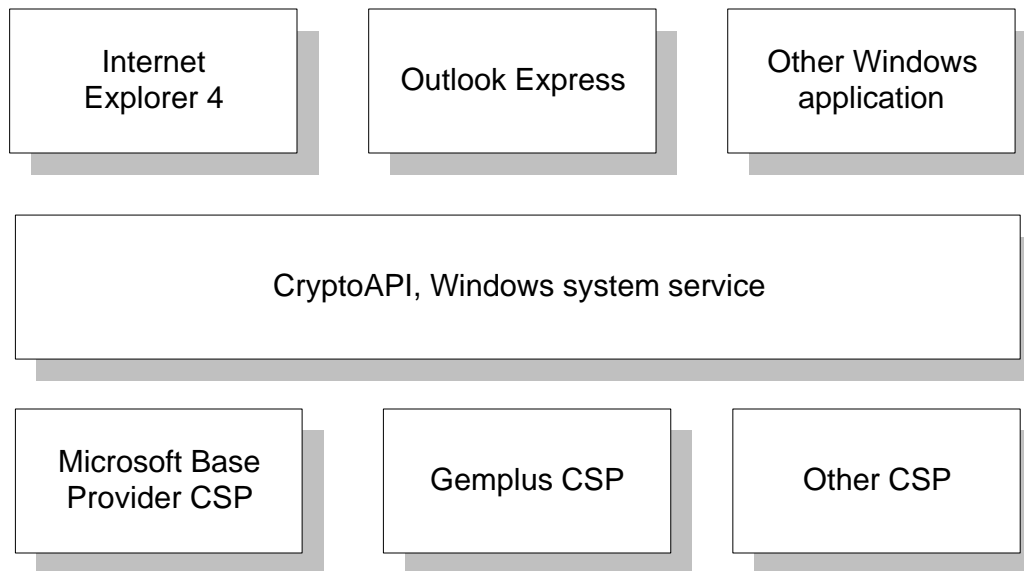 Internet
Explorer 4
Outlook Express
Other Windows
application
CryptoAPI, Windows system service
Microsoft Base
Provider CSP
Gemplus CSP
Other CSP